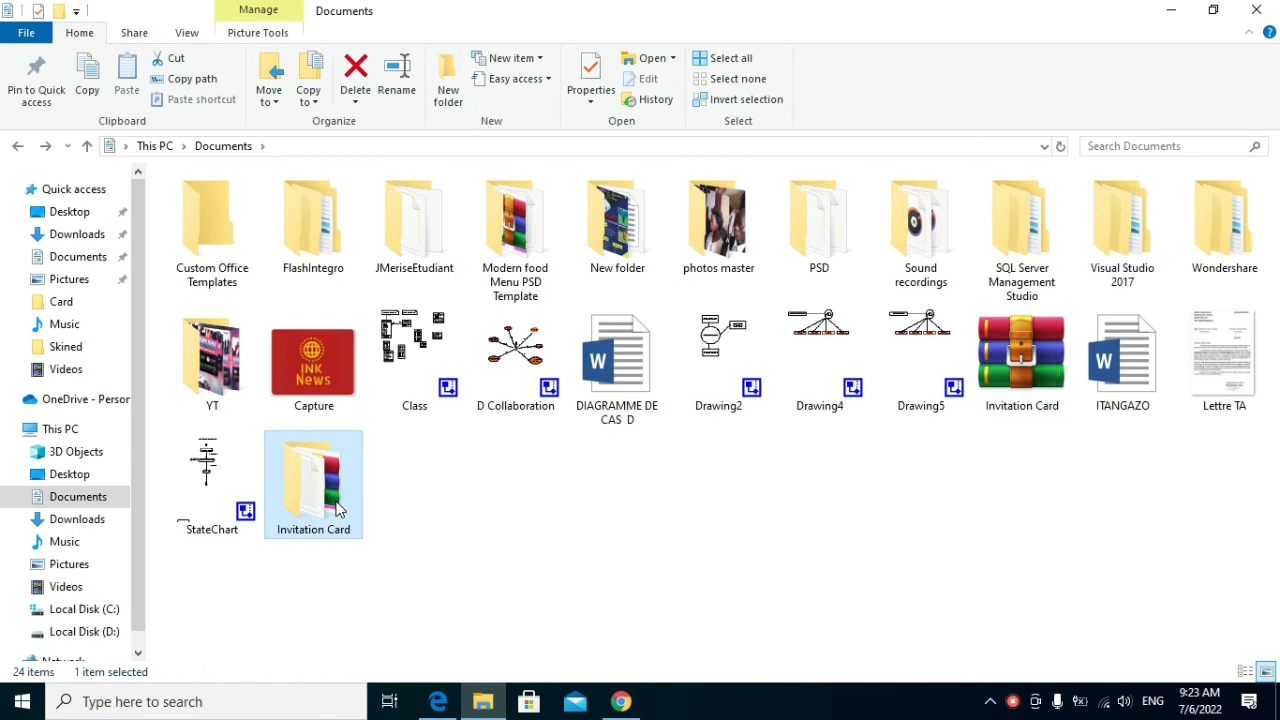 Manage
Documents
File
Home
Share
View
Picture Tools
Pin to Quick access
Copy
Paste
Cut
Copy path
Paste shortcut
Clipboard
Move to
Copy to
Delete
Rename
Organize
New folder
New item
Easy access
New
Properties
Open
Edit
History
Open
Select all
Select none
Invert selection
Select
This PC
Documents
Search Documents
Quick access
Desktop
Downloads
Documents
Pictures
Card
Music
Skined
Videos
OneDrive - Person
This PC
3D Objects
Desktop
Documents
Downloads
Music
Pictures
Videos
Local Disk (C:)
Local Disk (D:)
Network
Custom Office
Templates
FlashIntegro
JMeriseEtudiant
Modern food
Menu PSD
Template
New folder
photos master
PSD
Sound
recordings
SQL Server
Management
Studio
Visual Studio
2017
Wondershare
YT
INK
News
Capture
Class
D Collaboration
W
DIAGRAMME DE
CAS D
Drawing2
Drawing4
Drawing5
Invitation Card
W
ITANGAZO
Lettre TA
StateChart
Invitation Card
24 items
1 item selected
Type here to search
ENG
9:23 AM
7/6/2022